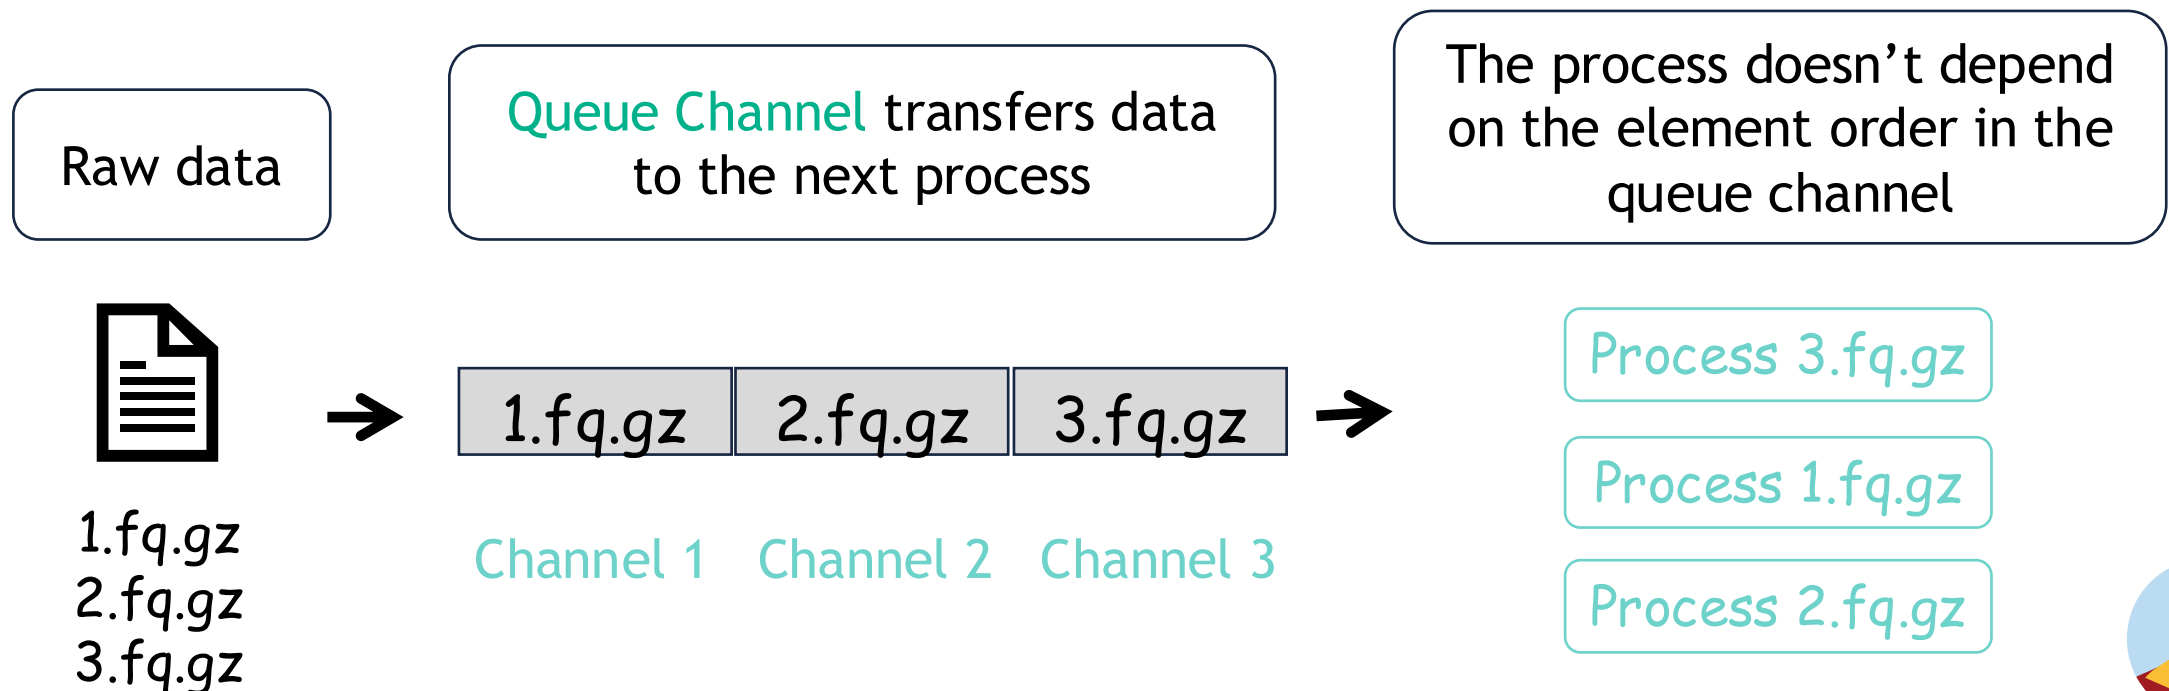 Raw data
Queue Channel transfers data
to the next process
The process doesn’t depend
on the element order in the
queue channel
1.fq.gz
2.fq.gz
3.fq.gz
1.fq.gz 2.fq.gz 3.fq.gz
Channel 1 Channel 2 Channel 3
Process 3.fq.gz
Process 1.fq.gz
Process 2.fq.gz